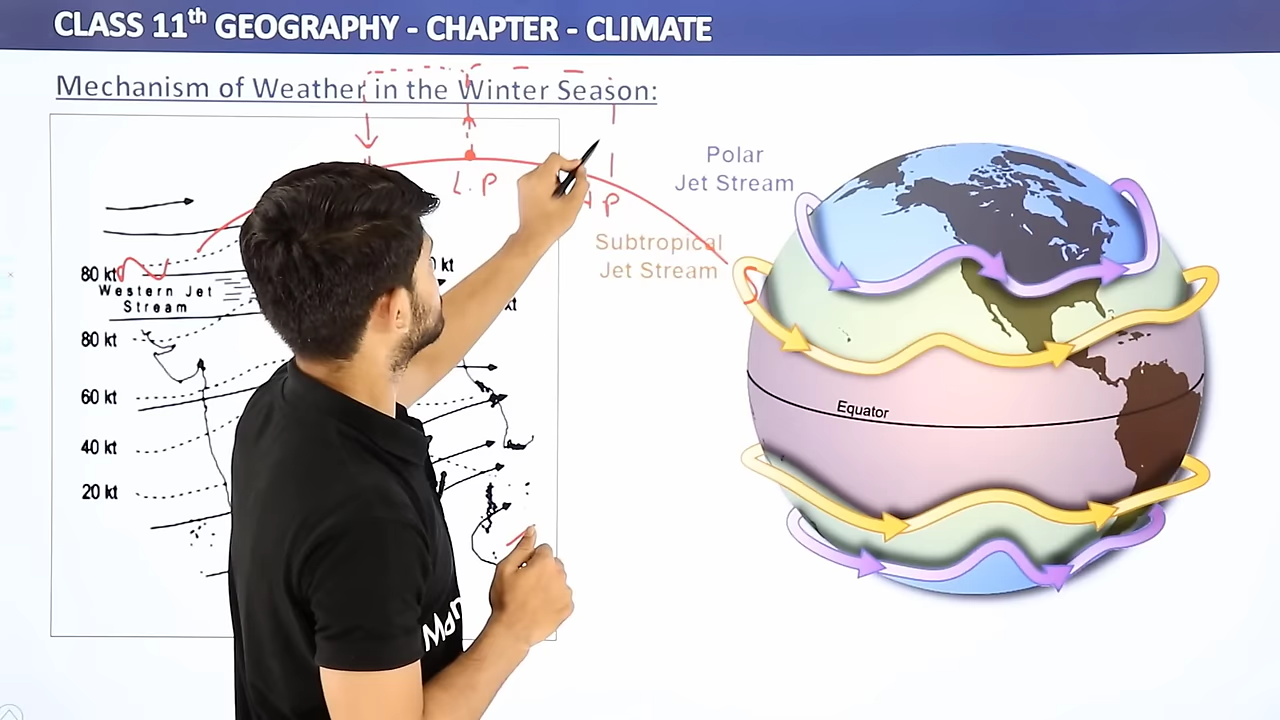 CLASS 11th GEOGRAPHY - CHAPTER - CLIMATE
Mechanism of Weather in the Winter Season:
L.P
P
Polar
Jet Stream
Subtropical
Jet Stream
80 kt
Western Jet
Stream
80 kt
60 kt
40 kt
20 kt
kt
Equator